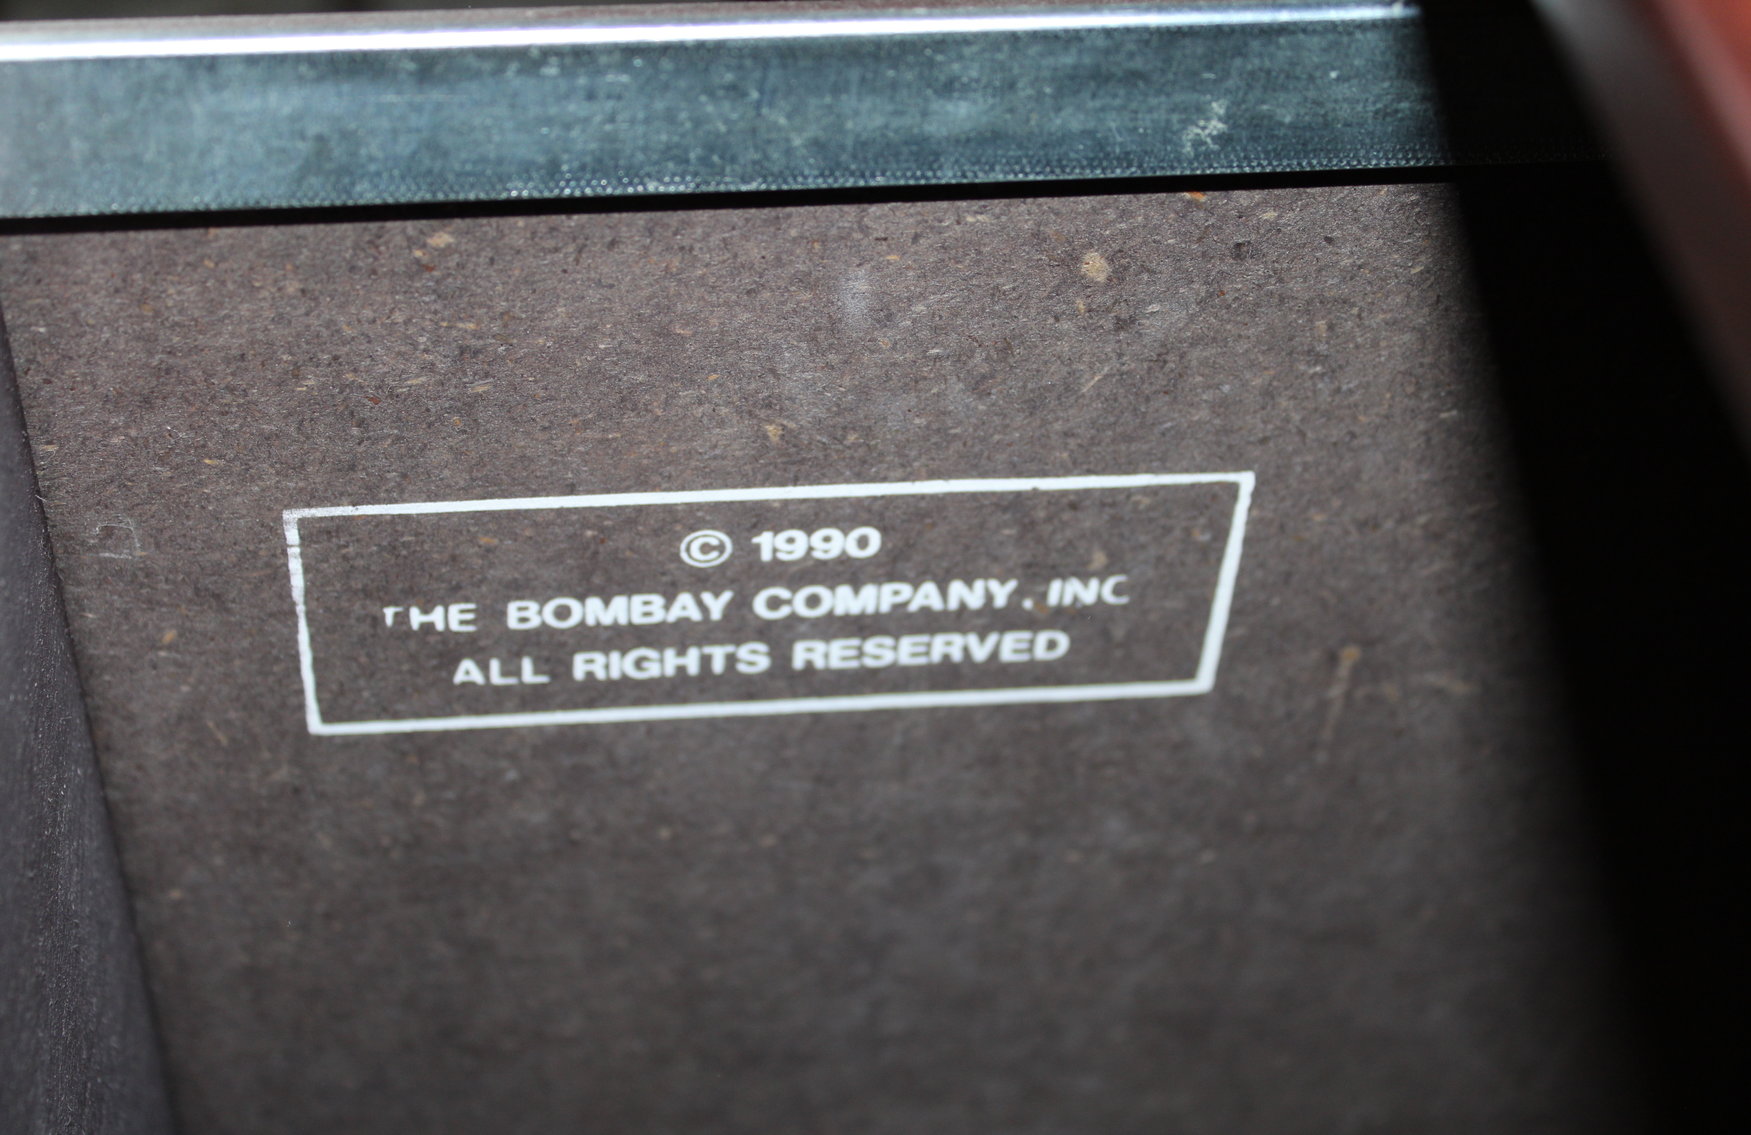 © 1990
THE BOMBAY COMPANY, INC
ALL RIGHTS RESERVED